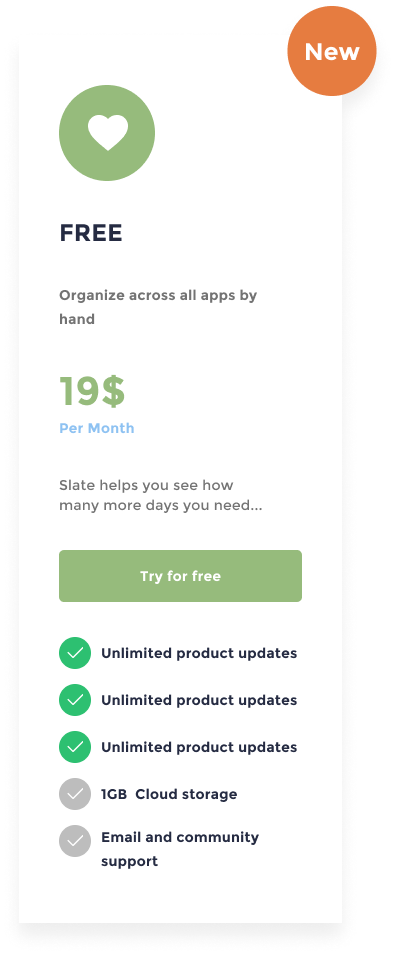 New
FREE
Organize across all apps by
hand
19$
Per Month
Slate helps you see how
many more days you need...
Try for free
Unlimited product updates
Unlimited product updates
Unlimited product updates
1GB  Cloud storage
Email and community
support